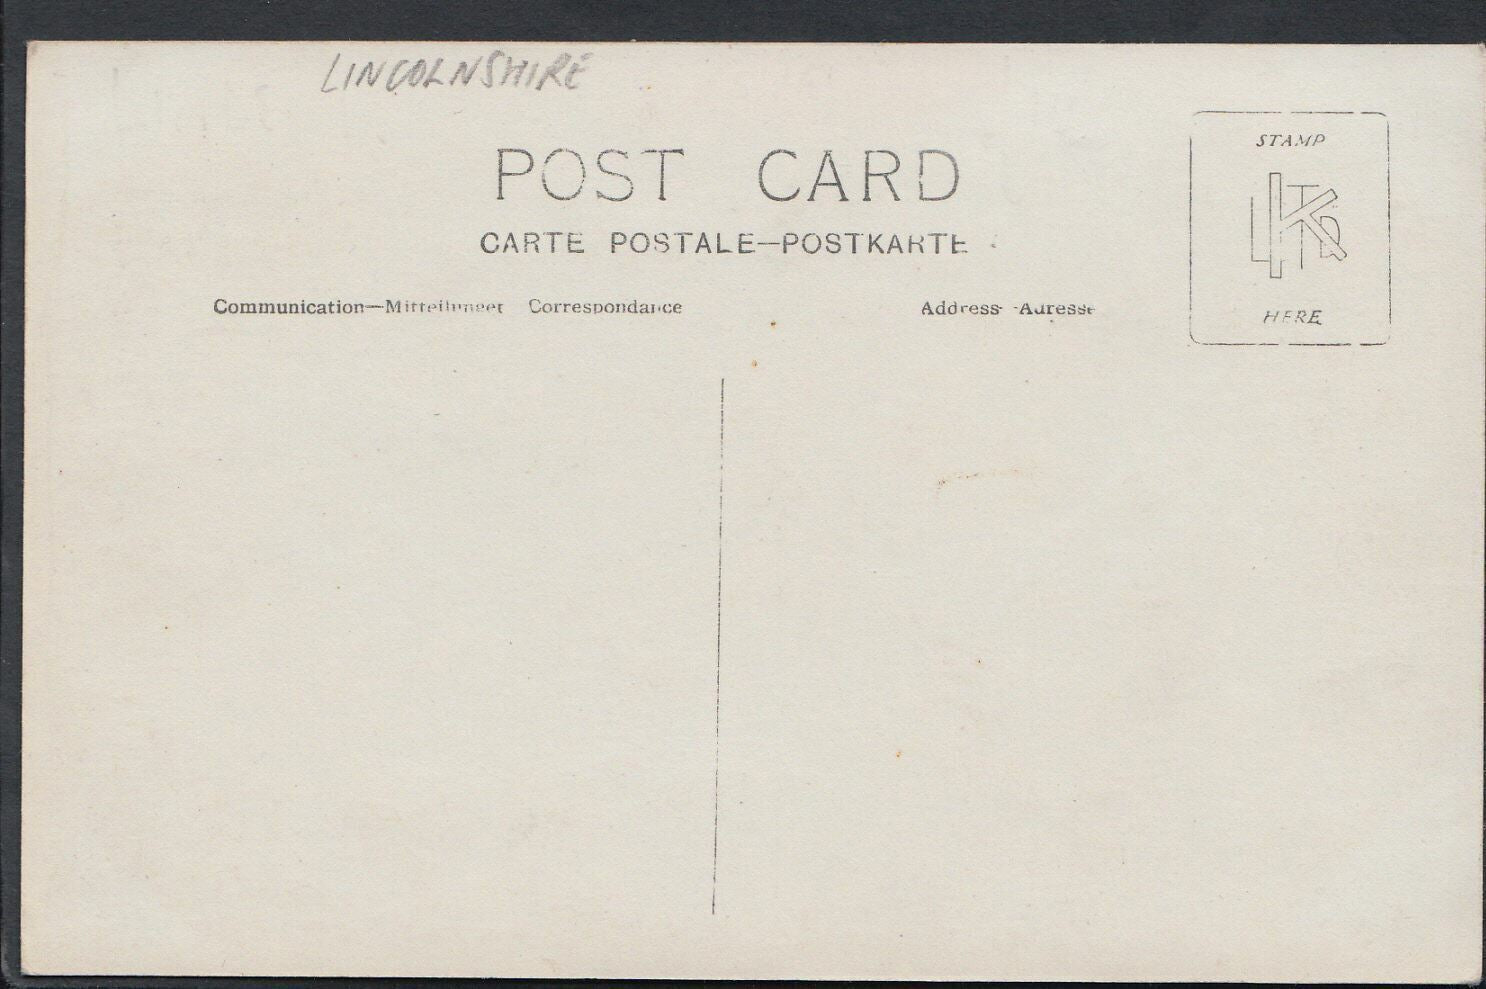 LINCOLNSHIRE
POST CARD
STAMP
CARTE POSTALE—POSTKARTE
Communication—Mitteilungen Correspondance
Address - Adresse
HERE